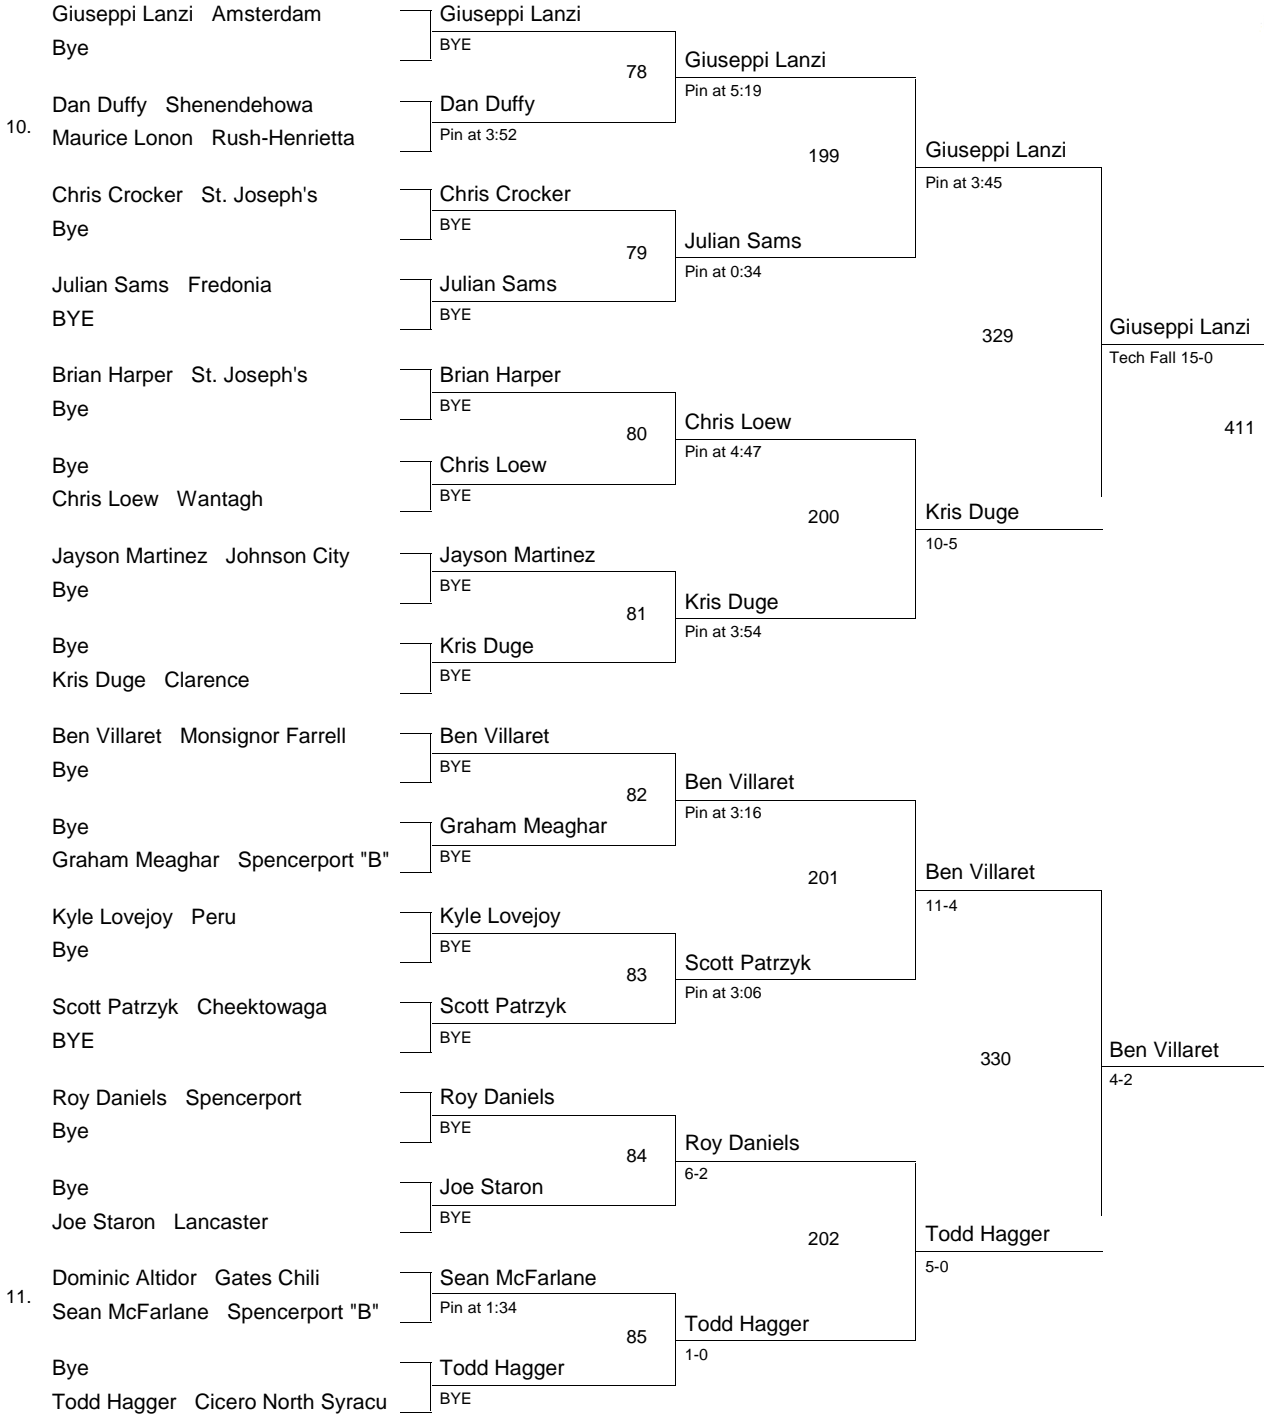 Giuseppi Lanzi Amsterdam
Bye
10.
Dan Duffy Shenendehowa
Maurice Lonon Rush-Henrietta
Chris Crocker St. Joseph's
Bye
Julian Sams Fredonia
BYE
Brian Harper St. Joseph's
Bye
Bye
Chris Loew Wantagh
Jayson Martinez Johnson City
Bye
Bye
Kris Duge Clarence
Ben Villaret Monsignor Farrell
Bye
Bye
Graham Meaghar Spencerport "B"
Kyle Lovejoy Peru
Bye
Scott Patrzyk Cheektowaga
BYE
Roy Daniels Spencerport
Bye
Bye
Joe Staron Lancaster
11.
Dominic Altidor Gates Chili
Sean McFarlane Spencerport "B"
Bye
Todd Hagger Cicero North Syracu
Giuseppi Lanzi
BYE
78
Dan Duffy
Pin at 3:52
Chris Crocker
BYE
79
Julian Sams
BYE
Brian Harper
BYE
80
Chris Loew
BYE
Jayson Martinez
BYE
81
Kris Duge
BYE
Ben Villaret
BYE
82
Graham Meaghar
BYE
Kyle Lovejoy
BYE
83
Scott Patrzyk
BYE
Roy Daniels
BYE
84
Joe Staron
BYE
Sean McFarlane
Pin at 1:34
85
Todd Hagger
BYE
Giuseppi Lanzi
Pin at 5:19
199
Julian Sams
Pin at 0:34
Chris Loew
Pin at 4:47
200
Kris Duge
Pin at 3:54
Ben Villaret
Pin at 3:16
201
Scott Patrzyk
Pin at 3:06
Roy Daniels
6-2
202
Todd Hagger
1-0
Giuseppi Lanzi
Pin at 3:45
329
Kris Duge
10-5
Ben Villaret
11-4
330
Todd Hagger
5-0
Giuseppi Lanzi
Tech Fall 15-0
411
Ben Villaret
4-2